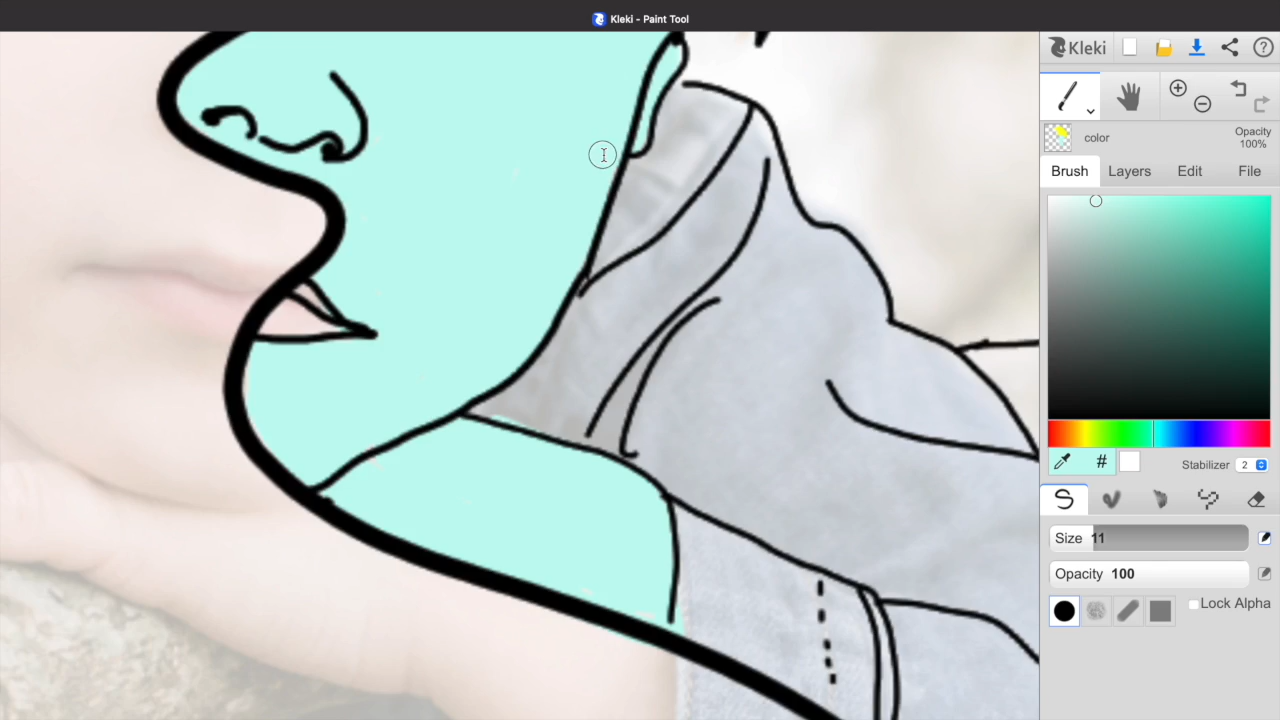 Kleki - Paint Tool
Kleki
color
Opacity
100%
Brush Layers Edit File
# Stabilizer 2
Size 11
Opacity 100
Lock Alpha